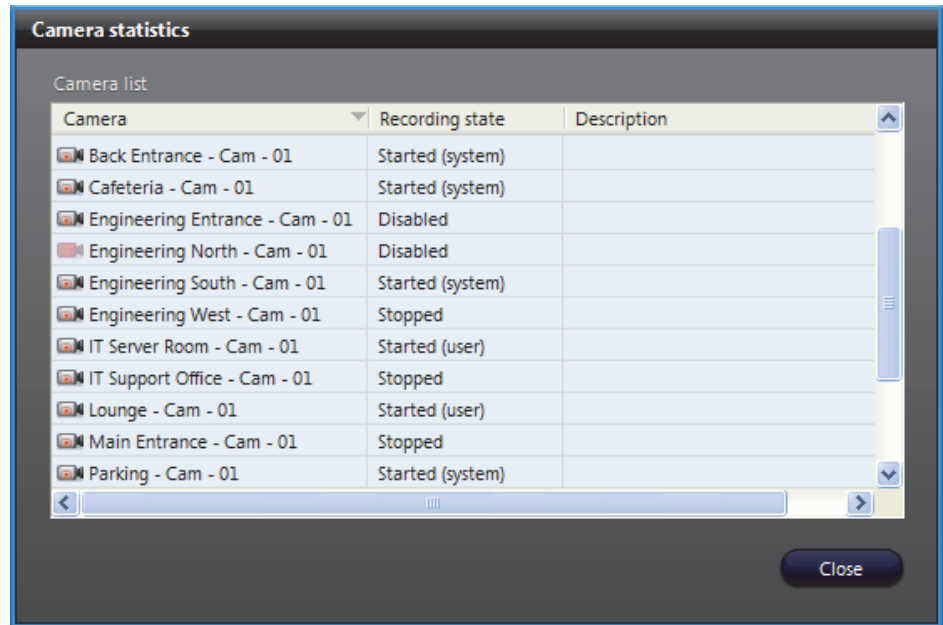 Camera statistics
Camera list
Camera Recording state Description
Back Entrance - Cam - 01 Started (system)
Cafeteria - Cam - 01 Started (system)
Engineering Entrance - Cam - 01 Disabled
Engineering North - Cam - 01 Disabled
Engineering South - Cam - 01 Started (system)
Engineering West - Cam - 01 Stopped
IT Server Room - Cam - 01 Started (user)
IT Support Office - Cam - 01 Stopped
Lounge - Cam - 01 Started (user)
Main Entrance - Cam - 01 Stopped
Parking - Cam - 01 Started (system)
Close